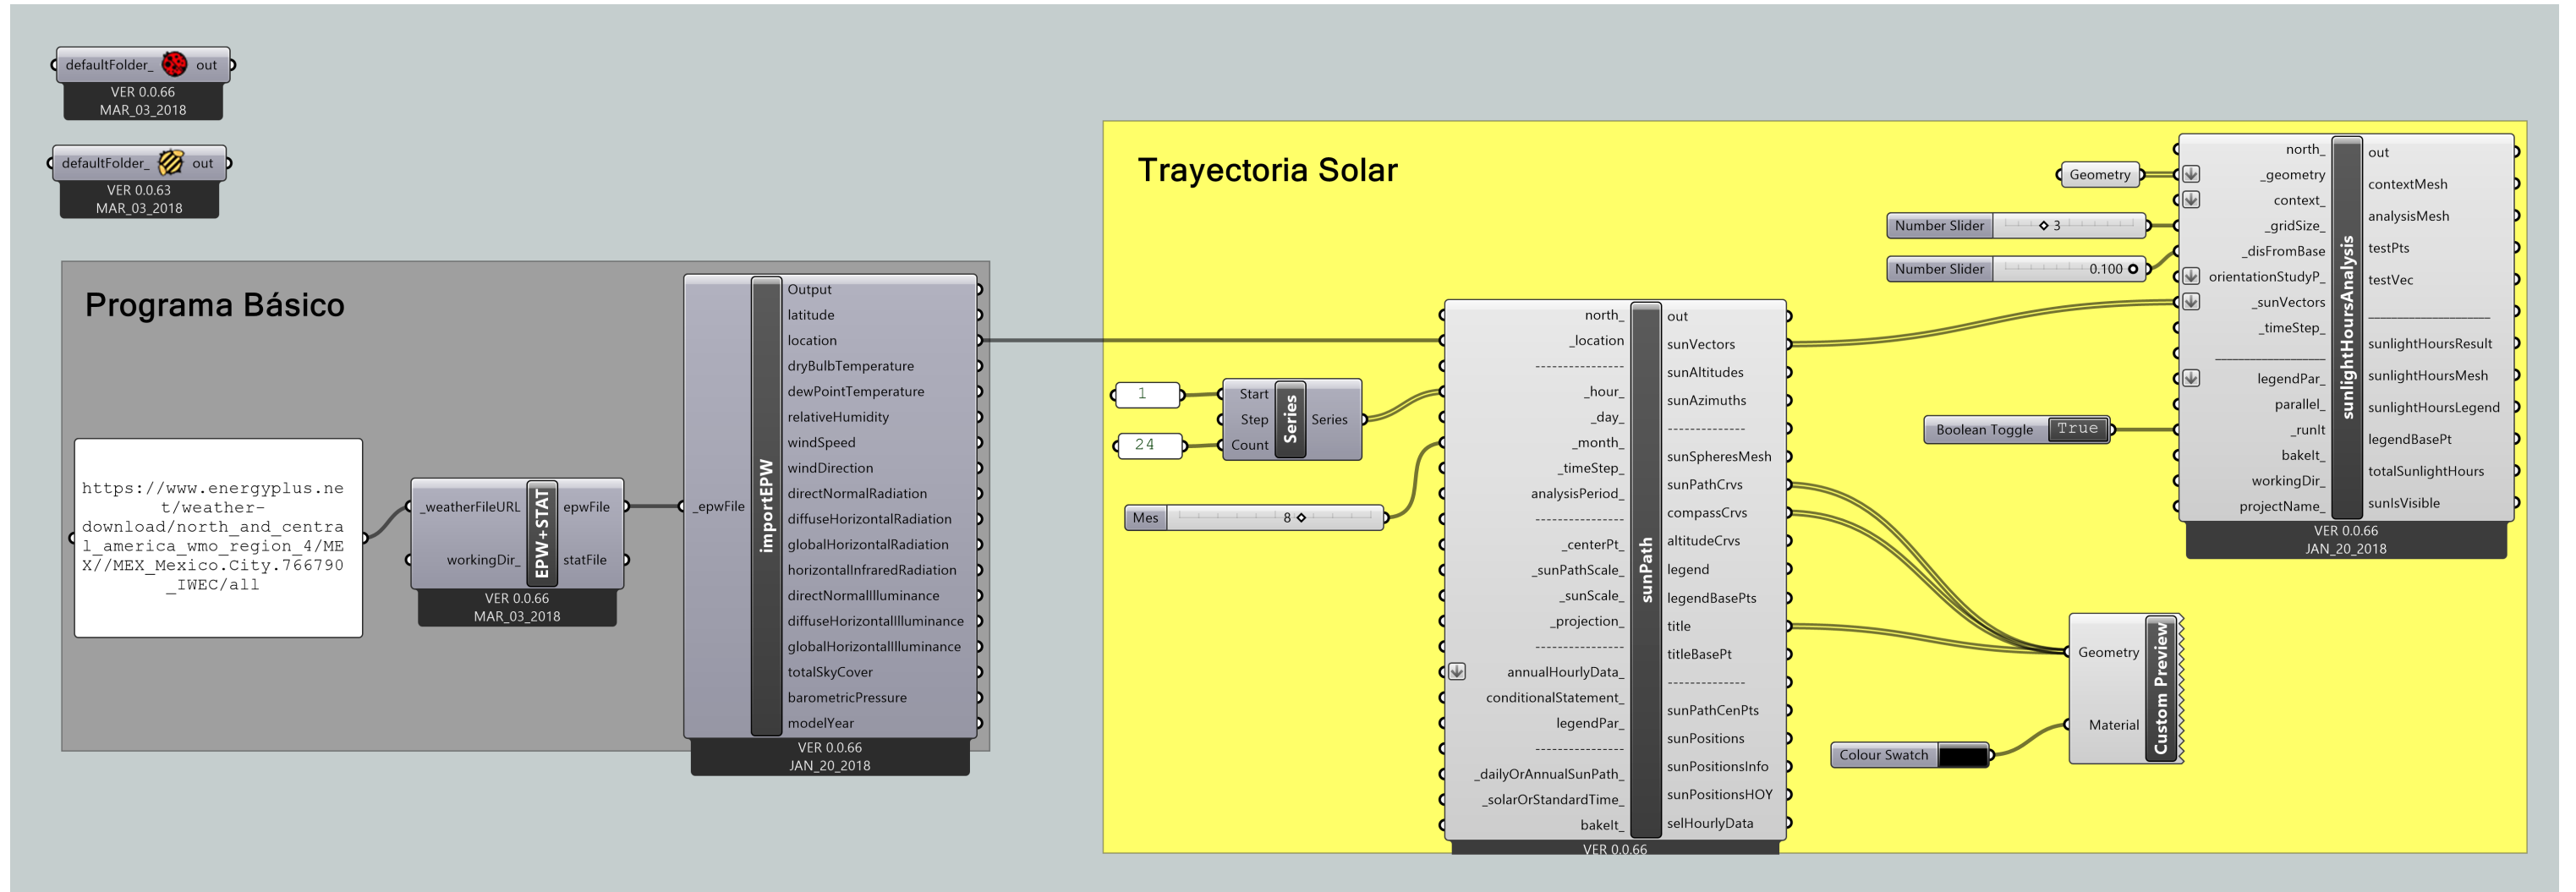 defaultFolder_ out
VER 0.0.66
MAR_03_2018
defaultFolder_ out
VER 0.0.63
MAR_03_2018
Programa Básico
https://www.energyplus.ne
t/weather-
download/north_and_centra
l_america_wmo_region_4/ME
X//MEX_Mexico.City.766790
_IWEC/all
_weatherFileURL
workingDir_
EPW+STAT
epwFile
statFile
VER 0.0.66
MAR_03_2018
_epwFile
importEPW
Output
latitude
location
dryBulbTemperature
dewPointTemperature
relativeHumidity
windSpeed
windDirection
directNormalRadiation
diffuseHorizontalRadiation
globalHorizontalRadiation
horizontalInfraredRadiation
directNormalIlluminance
diffuseHorizontalIlluminance
globalHorizontalIlluminance
totalSkyCover
barometricPressure
modelYear
VER 0.0.66
JAN_20_2018
Trayectoria Solar
1
24
Start
Step
Count
Series
Series
Mes 8
north_
_location
----------------
_hour_
_day_
_month_
_timeStep_
analysisPeriod_
----------------
_centerPt_
_sunPathScale_
_sunScale_
_projection_
----------------
annualHourlyData_
conditionalStatement_
legendPar_
----------------
_dailyOrAnnualSunPath_
_solarOrStandardTime_
bakeIt_
sunPath
out
sunVectors
sunAltitudes
sunAzimuths
--------------
sunSpheresMesh
sunPathCrvs
compassCrvs
altitudeCrvs
legend
legendBasePts
title
titleBasePt
--------------
sunPathCenPts
sunPositions
sunPositionsInfo
sunPositionsHOY
selHourlyData
VER 0.0.66
Geometry
Number Slider 3
Number Slider 0.100
Boolean Toggle True
north_
_geometry
context_
_gridSize_
_disFromBase
orientationStudyP_
_sunVectors
_timeStep_
___________________
legendPar_
parallel_
_runIt
bakeIt_
workingDir_
projectName_
sunlightHoursAnalysis
out
contextMesh
analysisMesh
testPts
testVec
____________________
sunlightHoursResult
sunlightHoursMesh
sunlightHoursLegend
legendBasePt
totalSunlightHours
sunIsVisible
VER 0.0.66
JAN_20_2018
Colour Swatch
Geometry
Material
Custom Preview